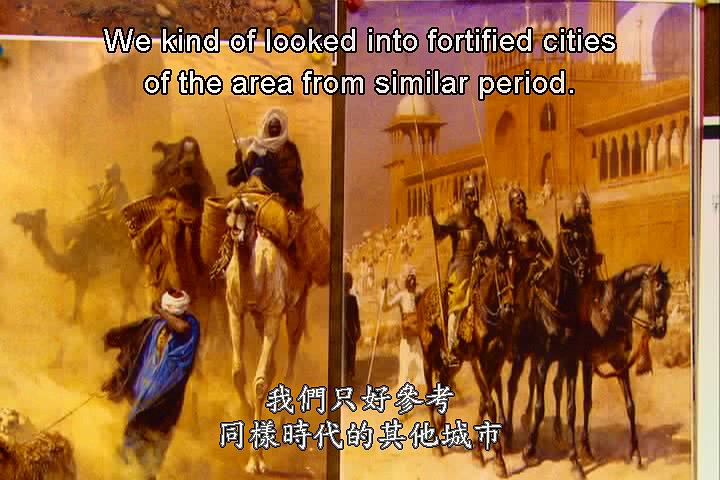 We kind of looked into fortified cities
of the area from similar period.
我們只好參考
同樣時代的其他城市